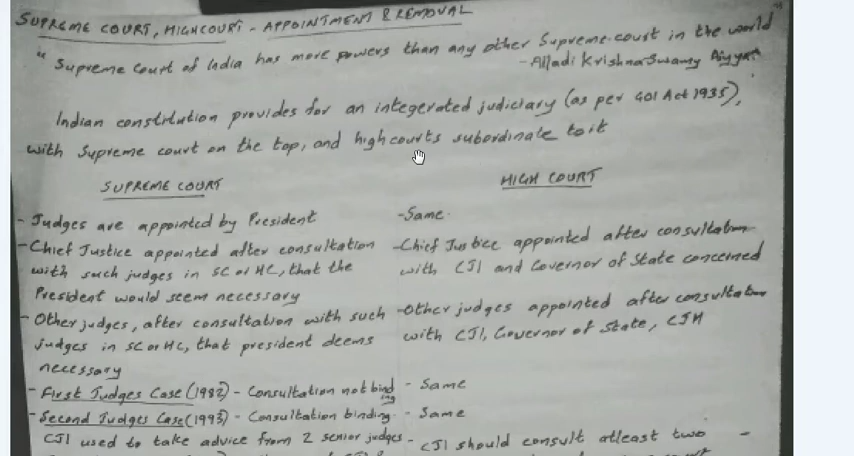 SUPREME COURT, HIGHCOURT - APPOINTMENT & REMOVAL
" Supreme Court of India has more powers than any other Supreme court in the world "
- Alladi Krishna Swamy Aiyyar
Indian constitution provides for an integerated judiciary (as per GOI Act 1935),
with Supreme court on the top, and high courts subordinate to it
SUPREME COURT
- Judges are appointed by President
- Chief Justice appointed after consultation
with such judges in SC or HC, that the
President would seem necessary
- Other judges, after consultation with such
judges in SC or HC, that president deems
necessary
- First Judges Case (1982) - Consultation not binding
- Second Judges Case (1993) - Consultation binding.
CJI used to take advice from 2 senior judges
HIGH COURT
- Same.
- Chief Justice appointed after consultation
with CJI and Governor of State concerned
- Other judges appointed after consultation
with CJI, Governor of State, CJH
- Same
- Same
- CJI should consult atleast two